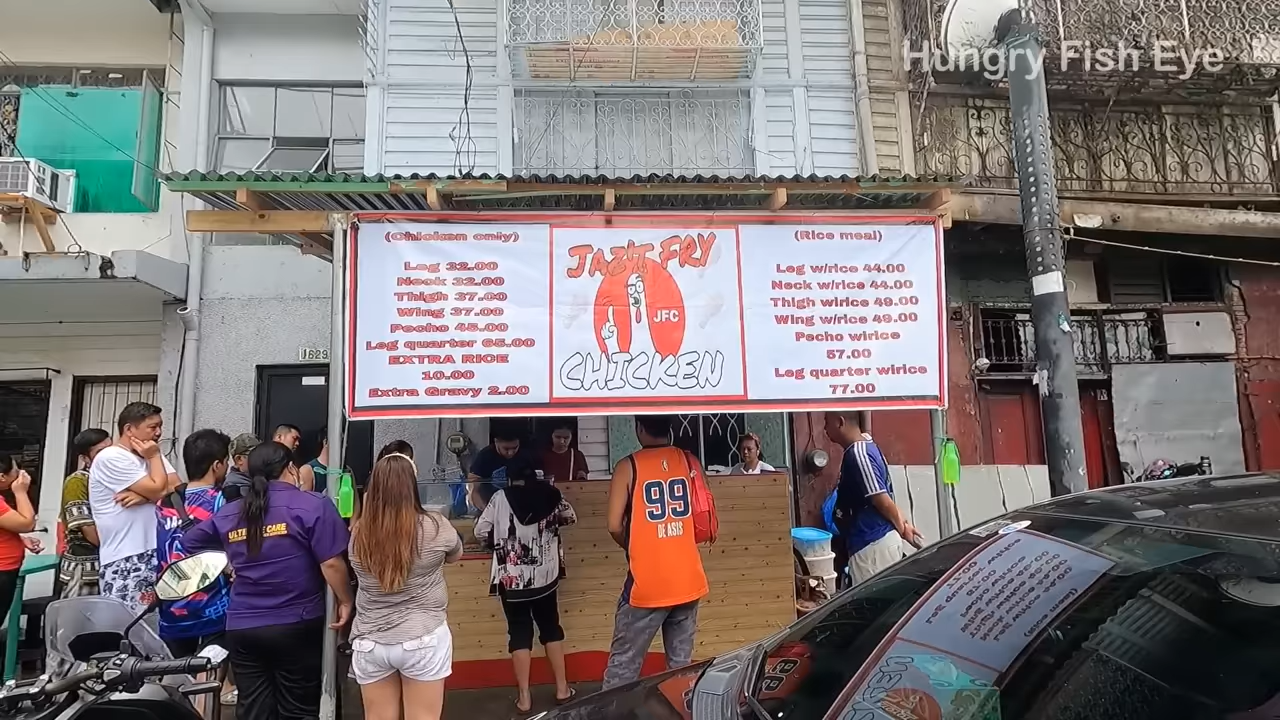 Hungry Fish Eye
(Chicken only)
Leg 32.00
Neck 32.00
Thigh 37.00
Wing 37.00
Pecho 45.00
Leg quarter 65.00
EXTRA RICE
10.00
Extra Gravy 2.00
JAZ'T FRY
JFC
CHICKEN
(Rice meal)
Leg w/rice 44.00
Neck w/rice 44.00
Thigh w/rice 49.00
Wing w/rice 49.00
Pecho w/rice
57.00
Leg quarter w/rice
77.00
1629
99
DE ASIS